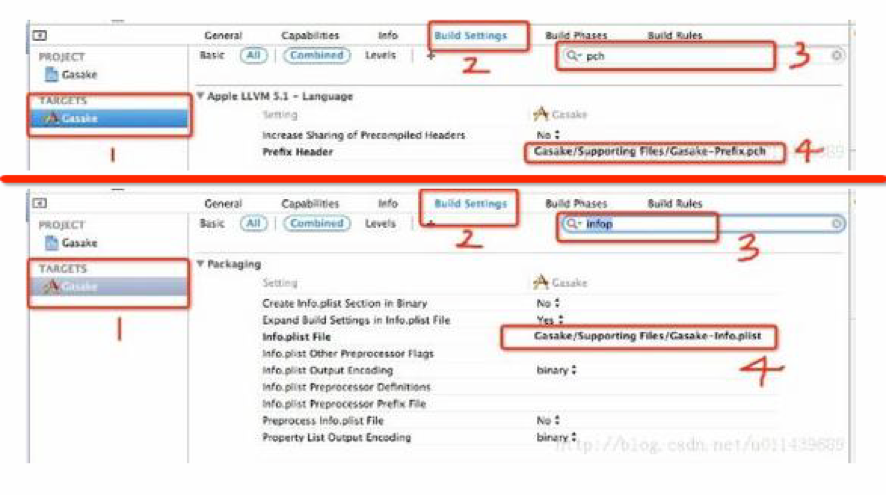 General Capabilities Info Build Settings Build Phases Build Rules
PROJECT Basic All Combined Levels + pch
Gasake 2 3
TARGETS ▼ Apple LLVM 5.1 - Language
Gasake Setting Gasake
Increase Sharing of Precompiled Headers No
1 Prefix Header Gasake/Supporting Files/Gasake-Prefix.pch 4
General Capabilities Info Build Settings Build Phases Build Rules
PROJECT Basic All Combined Levels + infop
Gasake 2 3
TARGETS ▼ Packaging
Gasake Setting Gasake
Create Info.plist Section in Binary No
Expand Build Settings in Info.plist File Yes
1 Info.plist File Gasake/Supporting Files/Gasake-Info.plist
Info.plist Other Preprocessor Flags
Info.plist Output Encoding binary 4
Info.plist Preprocessor Definitions
Info.plist Preprocessor Prefix File
Preprocess Info.plist File No
Property List Output Encoding binary
http://blog.csdn.net/u011439689